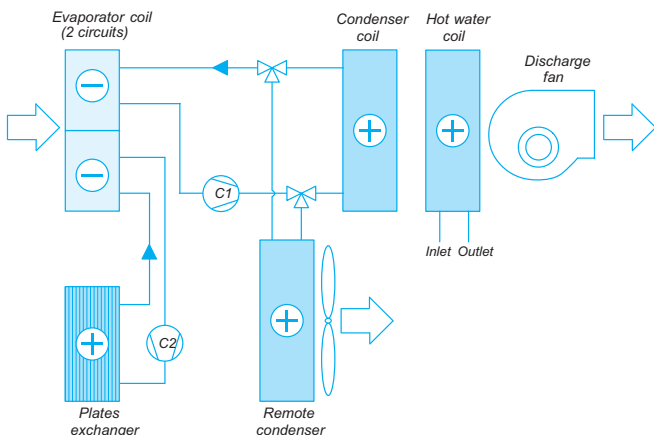 Evaporator coil
(2 circuits)
Condenser
coil
Hot water
coil
Discharge
fan
C1
Inlet Outlet
C2
Plates
exchanger
Remote
condenser